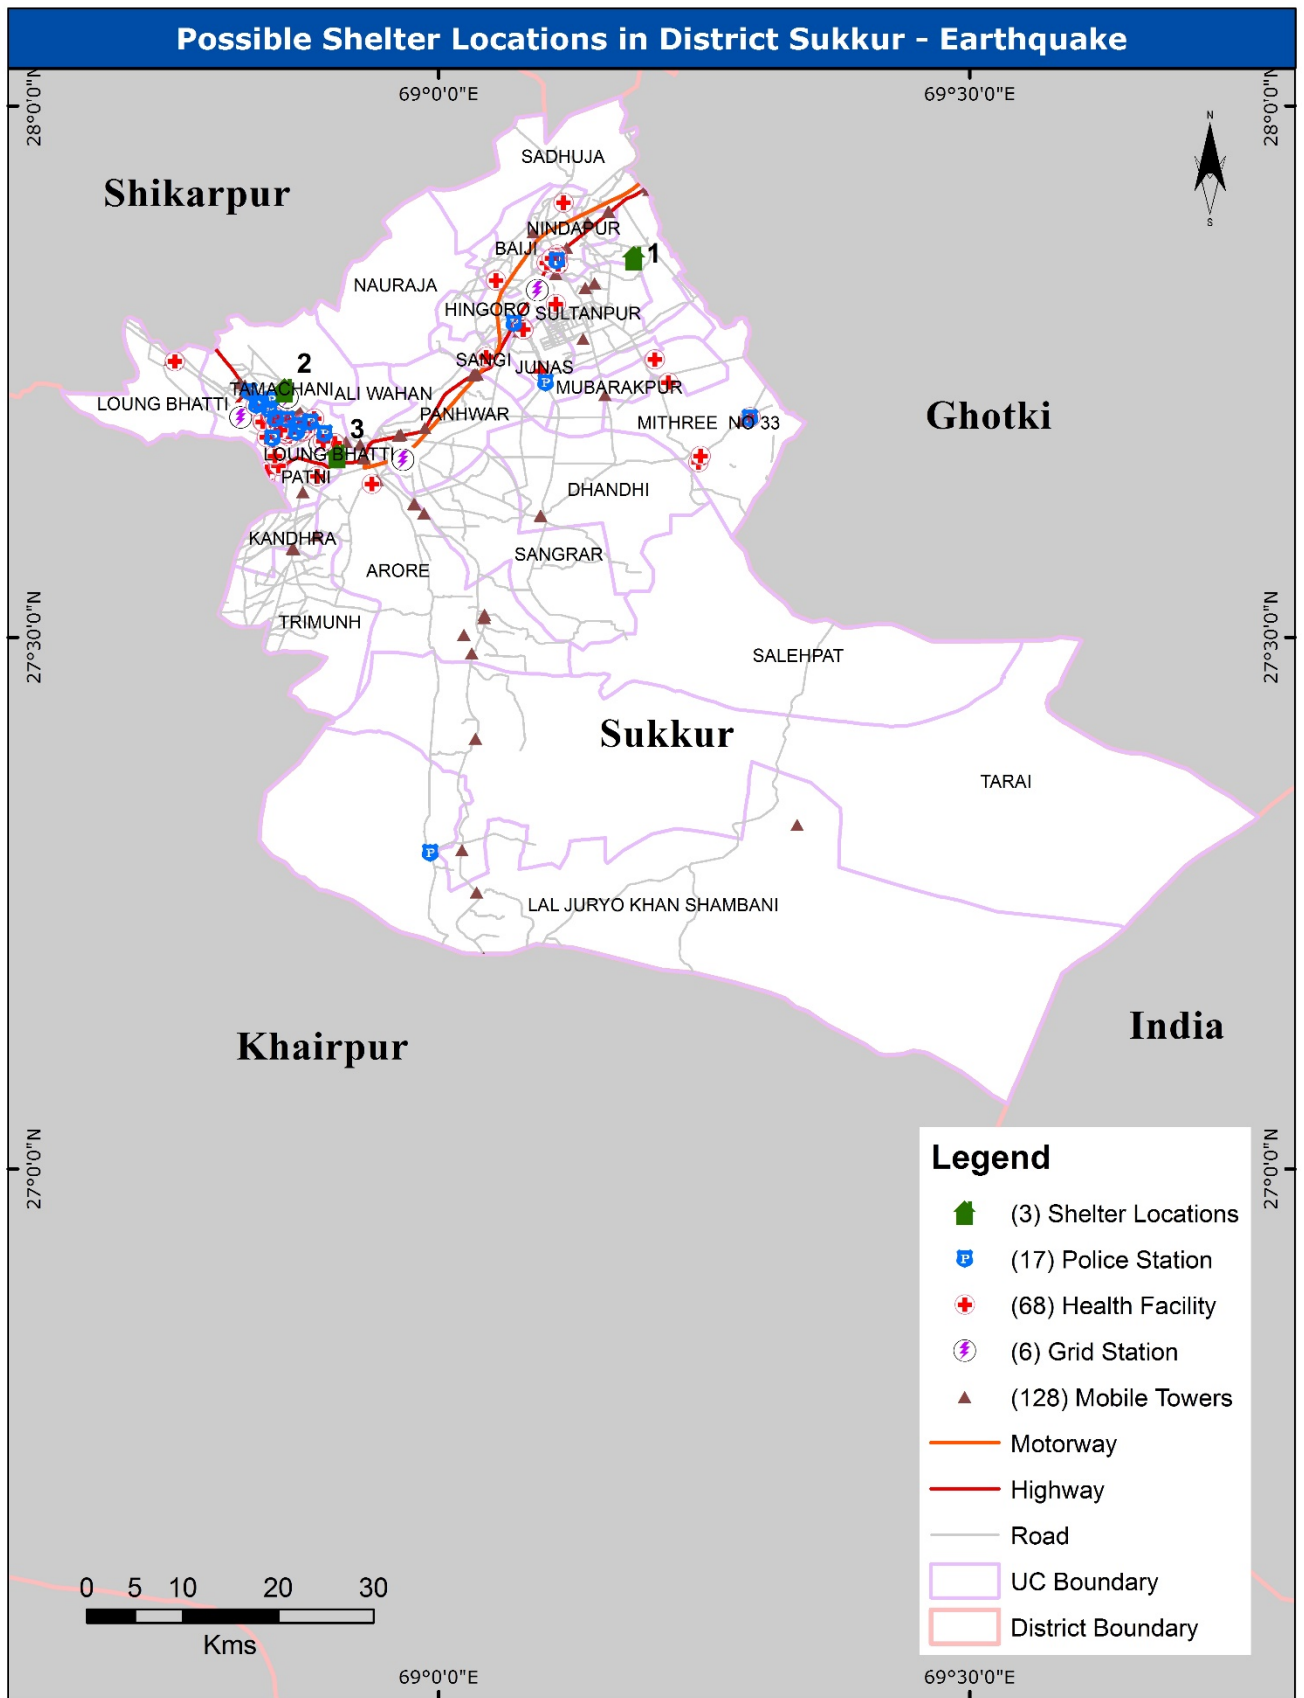 Possible Shelter Locations in District Sukkur - Earthquake
69°0'0"E
69°30'0"E
28°0'0"N
28°0'0"N
N
S
SADHUJA
Shikarpur
NINDAPUR
BAIJI
1
NAURAJA
HINGORO
SULTANPUR
2
SANGI
JUNAS
TAMACHANI
ALI WAHAN
MUBARAKPUR
LOUNG BHATTI
PANHWAR
Ghotki
MITHREE NO 33
3
LOUNG BHATTI
PATNI
DHANDHI
KANDHRA
SANGRAR
ARORE
TRIMUNH
27°30'0"N
27°30'0"N
SALEHPAT
Sukkur
TARAI
P
LAL JURYO KHAN SHAMBANI
India
Khairpur
27°0'0"N
27°0'0"N
Legend
(3) Shelter Locations
P (17) Police Station
(68) Health Facility
(6) Grid Station
(128) Mobile Towers
Motorway
Highway
Road
UC Boundary
District Boundary
0 5 10 20 30
Kms
69°0'0"E
69°30'0"E